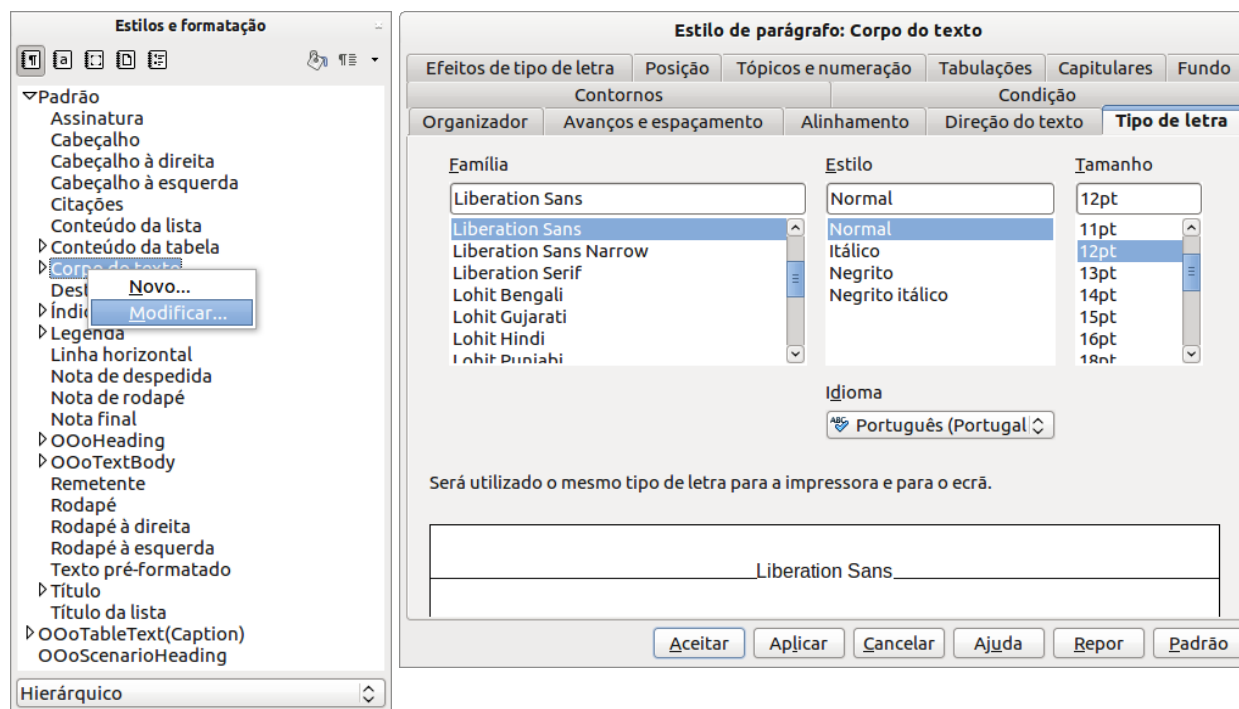 Estilos e formatação
Padrão
Assinatura
Cabeçalho
Cabeçalho à direita
Cabeçalho à esquerda
Citações
Conteúdo da lista
Conteúdo da tabela
Corpo do texto
Novo...
Dest
Modificar...
Índic
Legenda
Linha horizontal
Nota de despedida
Nota de rodapé
Nota final
OOoHeading
OOoTextBody
Remetente
Rodapé
Rodapé à direita
Rodapé à esquerda
Texto pré-formatado
Título
Título da lista
OOoTableText(Caption)
OOoScenarioHeading
Hierárquico
Estilo de parágrafo: Corpo do texto
Efeitos de tipo de letra Posição Tópicos e numeração Tabulações Capitulares Fundo
Contornos Condição
Organizador Avanços e espaçamento Alinhamento Direção do texto Tipo de letra
Família Estilo Tamanho
Liberation Sans Normal 12pt
Liberation Sans Normal 11pt
Liberation Sans Narrow Itálico 12pt
Liberation Serif Negrito 13pt
Lohit Bengali Negrito itálico 14pt
Lohit Gujarati 15pt
Lohit Hindi 16pt
Lohit Punjabi 18pt
Idioma
ABC Português (Portugal
Será utilizado o mesmo tipo de letra para a impressora e para o ecrã.
Liberation Sans
Aceitar Aplicar Cancelar Ajuda Repor Padrão